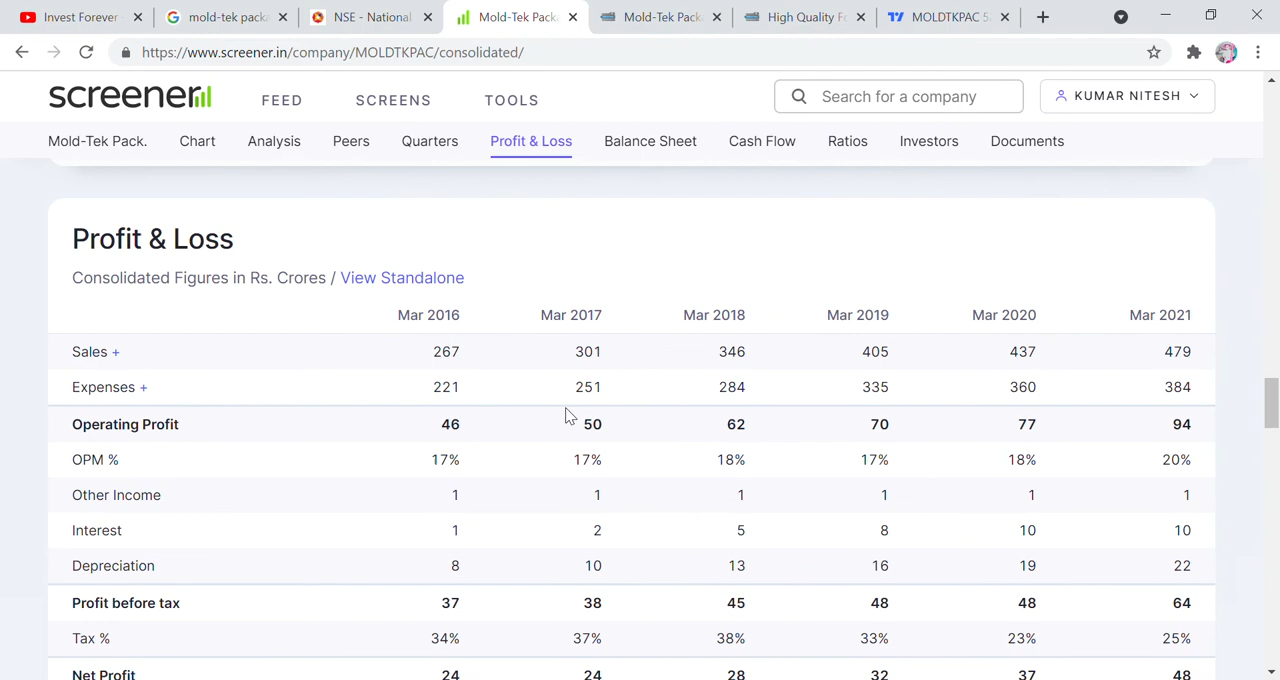 Invest Forever
mold-tek packa
NSE - National
Mold-Tek Pack
Mold-Tek Pack
High Quality Fo
MOLDTKPAC 5
https://www.screener.in/company/MOLDTKPAC/consolidated/
screener
FEED
SCREENS
TOOLS
Search for a company
KUMAR NITESH
Mold-Tek Pack. Chart Analysis Peers Quarters Profit & Loss Balance Sheet Cash Flow Ratios Investors Documents
Profit & Loss
Consolidated Figures in Rs. Crores / View Standalone
Mar 2016 Mar 2017 Mar 2018 Mar 2019 Mar 2020 Mar 2021
Sales + 267 301 346 405 437 479
Expenses + 221 251 284 335 360 384
Operating Profit 46 50 62 70 77 94
OPM % 17% 17% 18% 17% 18% 20%
Other Income 1 1 1 1 1 1
Interest 1 2 5 8 10 10
Depreciation 8 10 13 16 19 22
Profit before tax 37 38 45 48 48 64
Tax % 34% 37% 38% 33% 23% 25%
Net Profit 24 24 28 32 37 48